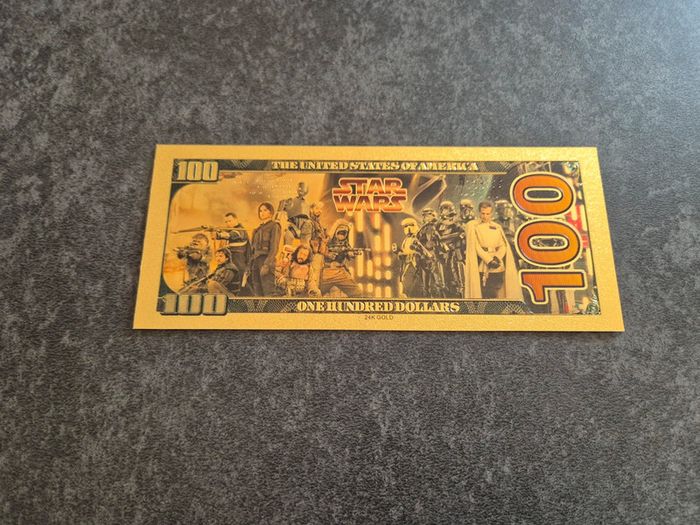 100
THE UNITED STATES OF AMERICA
STAR
WARS
100
100
ONE HUNDRED DOLLARS
24K GOLD